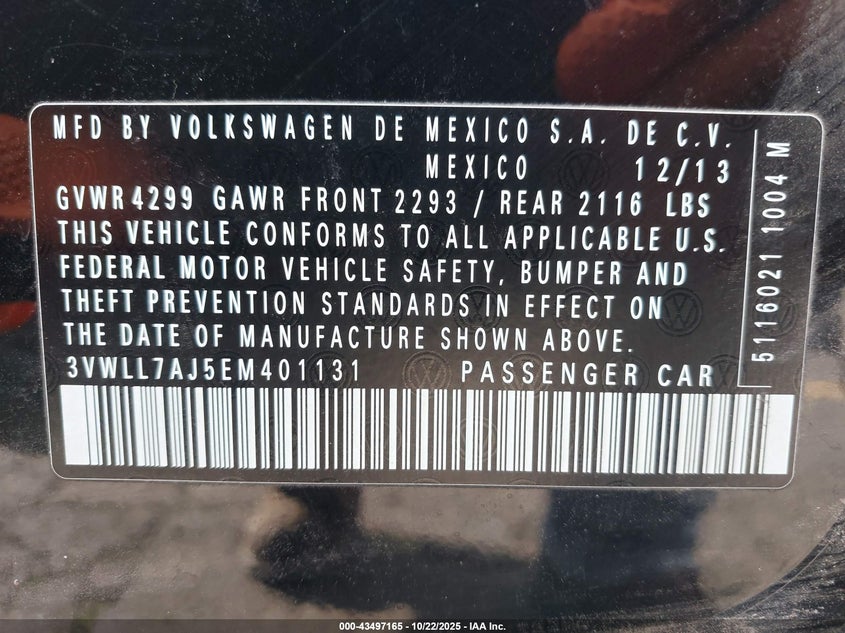 MFD BY VOLKSWAGEN DE MEXICO S.A. DE C.V.
MEXICO 12/13
GVWR 4299 GAWR FRONT 2293 / REAR 2116 LBS
THIS VEHICLE CONFORMS TO ALL APPLICABLE U.S.
FEDERAL MOTOR VEHICLE SAFETY, BUMPER AND
THEFT PREVENTION STANDARDS IN EFFECT ON
THE DATE OF MANUFACTURE SHOWN ABOVE.
3VWLL7AJ5EM401131 PASSENGER CAR
5116021 1004 M
000-43497165 - 10/22/2025 - IAA Inc.